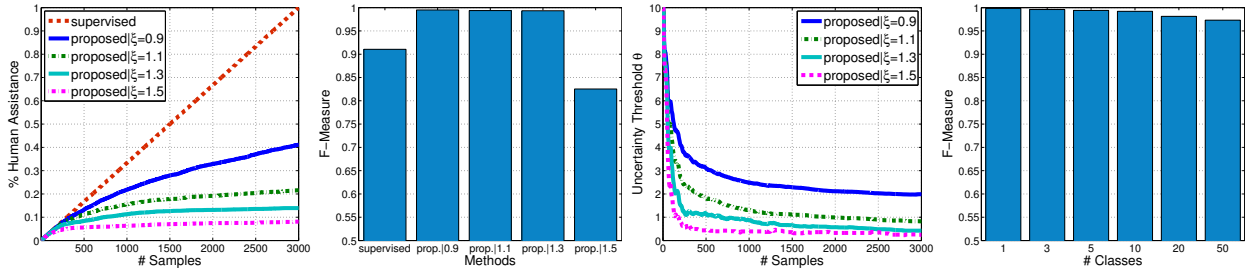 % Human Assistance
1
0.9
0.8
0.7
0.6
0.5
0.4
0.3
0.2
0.1
0
500
1000
1500
2000
2500
3000
# Samples
supervised
proposed|ξ=0.9
proposed|ξ=1.1
proposed|ξ=1.3
proposed|ξ=1.5
F−Measure
1
0.95
0.9
0.85
0.8
0.75
0.7
0.65
0.6
0.55
0.5
supervised
prop.|0.9
prop.|1.1
prop.|1.3
prop.|1.5
Methods
Uncertainty Threshold θ
10
9
8
7
6
5
4
3
2
1
0
0
500
1000
1500
2000
2500
3000
# Samples
proposed|ξ=0.9
proposed|ξ=1.1
proposed|ξ=1.3
proposed|ξ=1.5
F−Measure
1
0.95
0.9
0.85
0.8
0.75
0.7
0.65
0.6
0.55
0.5
1
3
5
10
20
50
# Classes